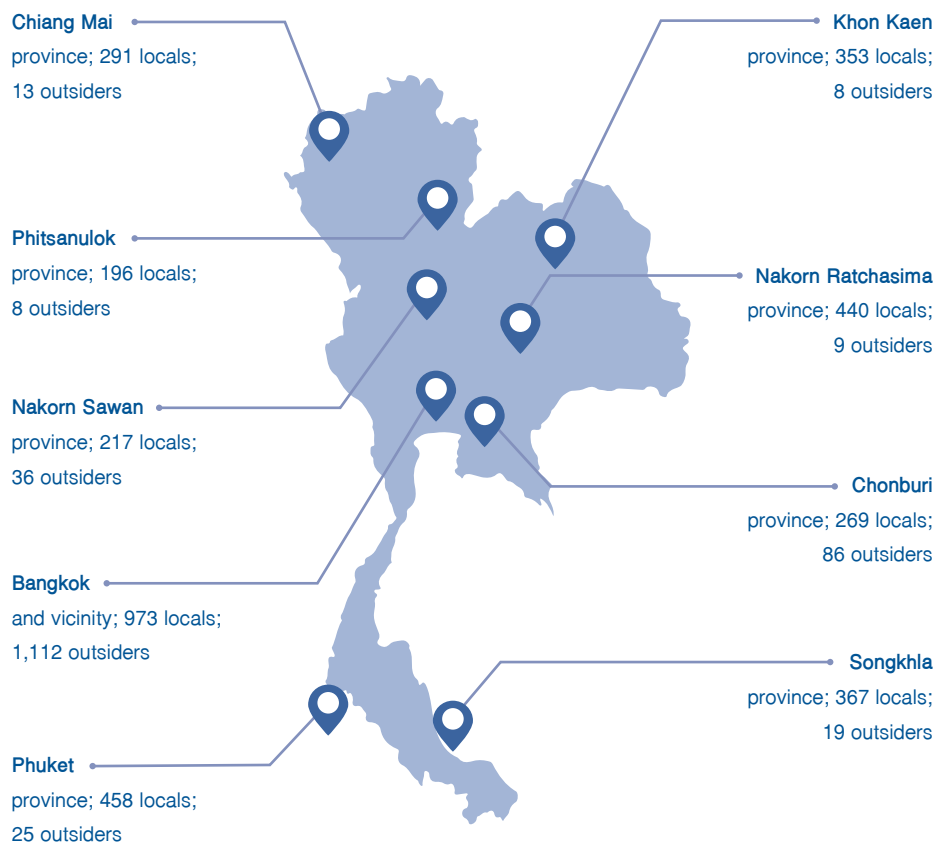 Chiang Mai
province; 291 locals;
13 outsiders
Khon Kaen
province; 353 locals;
8 outsiders
Phitsanulok
province; 196 locals;
8 outsiders
Nakorn Ratchasima
province; 440 locals;
9 outsiders
Nakorn Sawan
province; 217 locals;
36 outsiders
Chonburi
province; 269 locals;
86 outsiders
Bangkok
and vicinity; 973 locals;
1,112 outsiders
Songkhla
province; 367 locals;
19 outsiders
Phuket
province; 458 locals;
25 outsiders